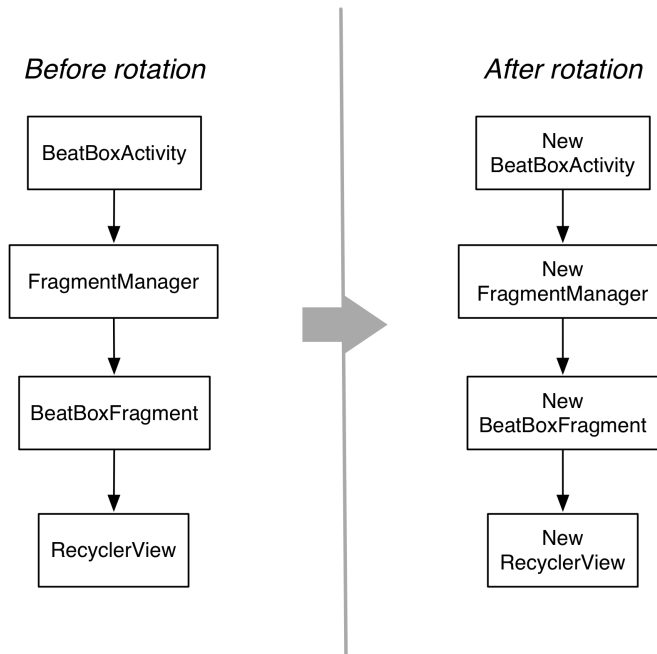 Before rotation
BeatBoxActivity
FragmentManager
BeatBoxFragment
RecyclerView
After rotation
New
BeatBoxActivity
New
FragmentManager
New
BeatBoxFragment
New
RecyclerView